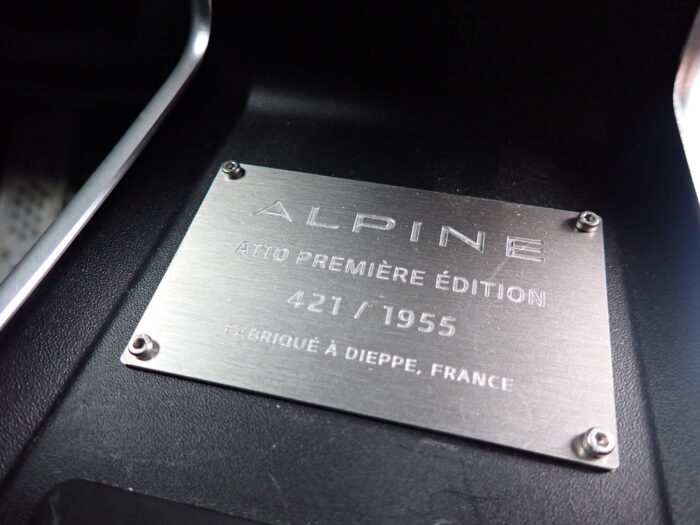 ALPINE
A110 PREMIÈRE ÉDITION
421 / 1955
FABRIQUÉ À DIEPPE, FRANCE